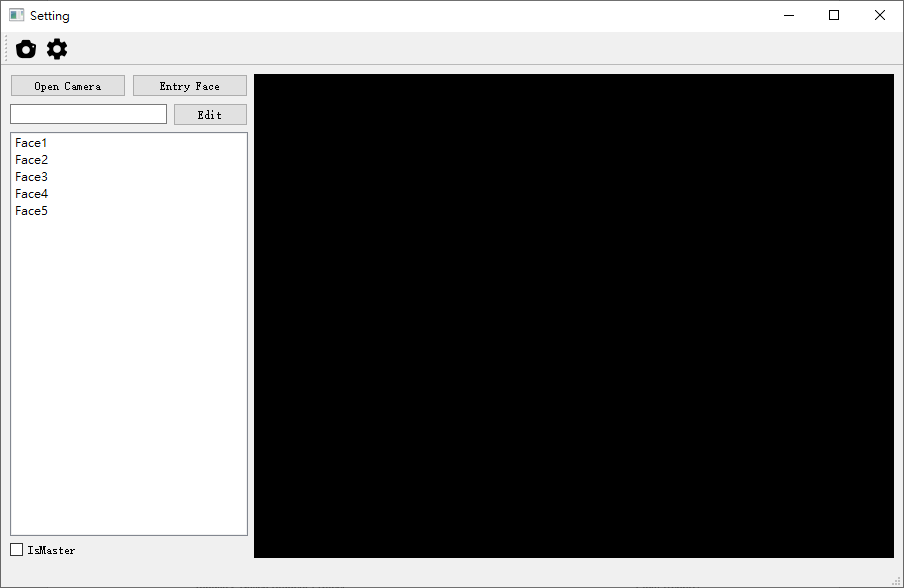 Setting
Open Camera
Entry Face
Edit
Face1
Face2
Face3
Face4
Face5
IsMaster